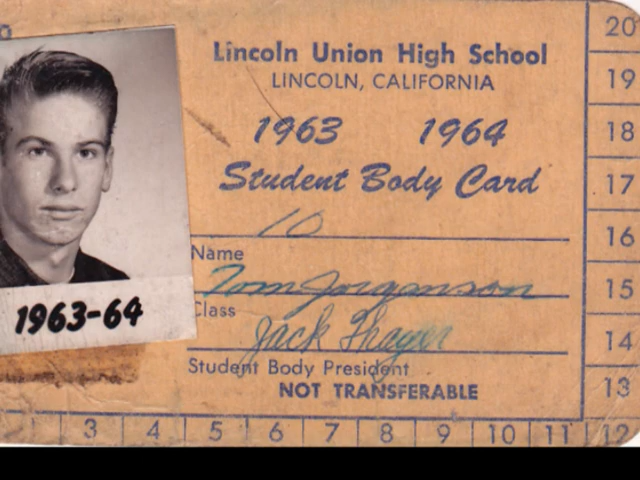 Lincoln Union High School
LINCOLN, CALIFORNIA
1963 1964
Student Body Card
10
Name
Tom Jorgenson
Class
Jack Thayer
Student Body President
NOT TRANSFERABLE
1963-64
20
19
18
17
16
15
14
13
3 4 5 6 7 8 9 10 11 12